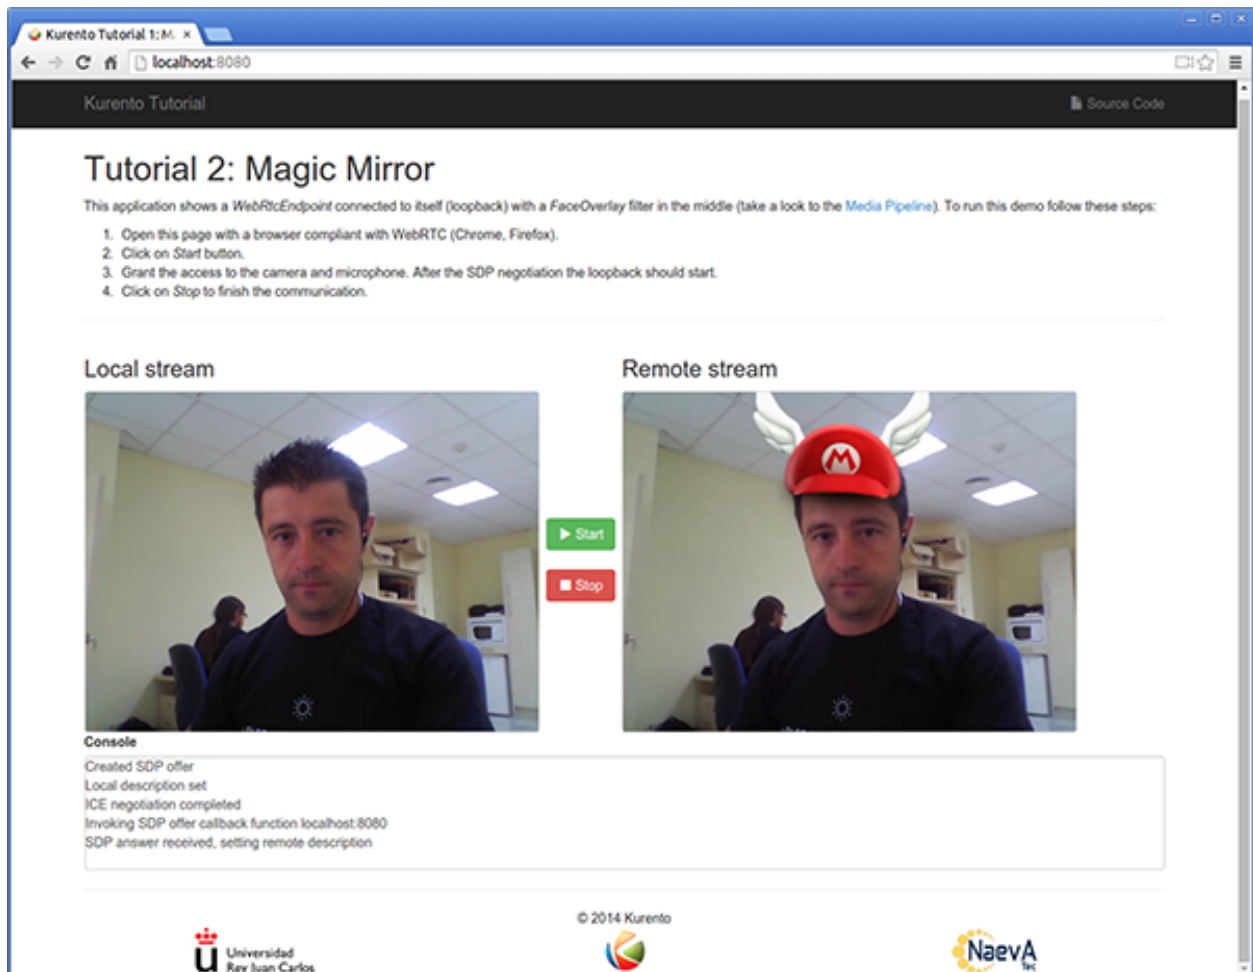 Kurento Tutorial 1: M
localhost:8080
Kurento Tutorial
Source Code
Tutorial 2: Magic Mirror
This application shows a WebRtcEndpoint connected to itself (loopback) with a FaceOverlay filter in the middle (take a look to the Media Pipeline). To run this demo follow these steps:
1. Open this page with a browser compliant with WebRTC (Chrome, Firefox).
2. Click on Start button.
3. Grant the access to the camera and microphone. After the SDP negotiation the loopback should start.
4. Click on Stop to finish the communication.
Local stream
Remote stream
M
Start
Stop
Console
Created SDP offer
Local description set
ICE negotiation completed
Invoking SDP offer callback function localhost:8080
SDP answer received, setting remote description
© 2014 Kurento
u Universidad
Rey Juan Carlos
NaevA
Tec